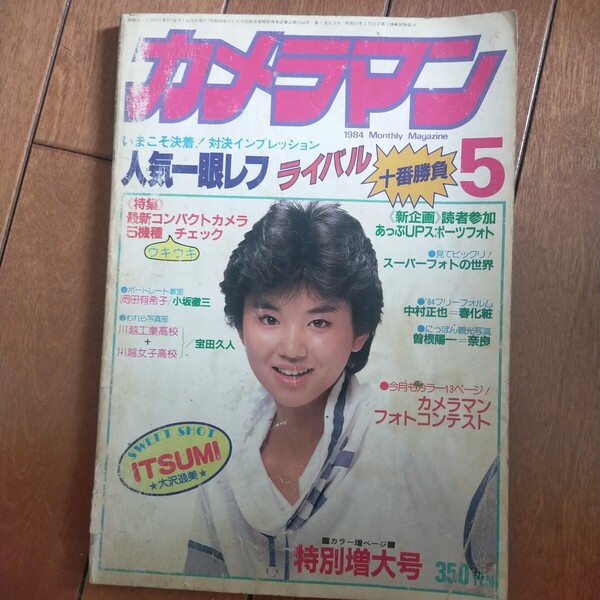 カメラマン
1984 Monthly Magazine
5
いまこそ決着！対決インプレッション
人気一眼レフ ライバル 十番勝負
《特集》
最新コンパクトカメラ
5機種 チェック
ウキウキ
●ポートレート教室
岡田有希子/小坂徹三
●われら写真部
川越工業高校
+
川越女子高校
/宝田久人
《新企画》読者参加
あっぷUPスポーツフォト
●見てビックリ！
スーパーフォトの世界
●'84フリーフォルム
中村正也=春化粧
●にっぽん観光写真
曽根陽一=奈良
●今月もカラー13ページ！
カメラマン
フォトコンテスト
SWEET SHOT
ITSUMI
★大沢逸美★
■カラー増ページ■
特別増大号
350YEN